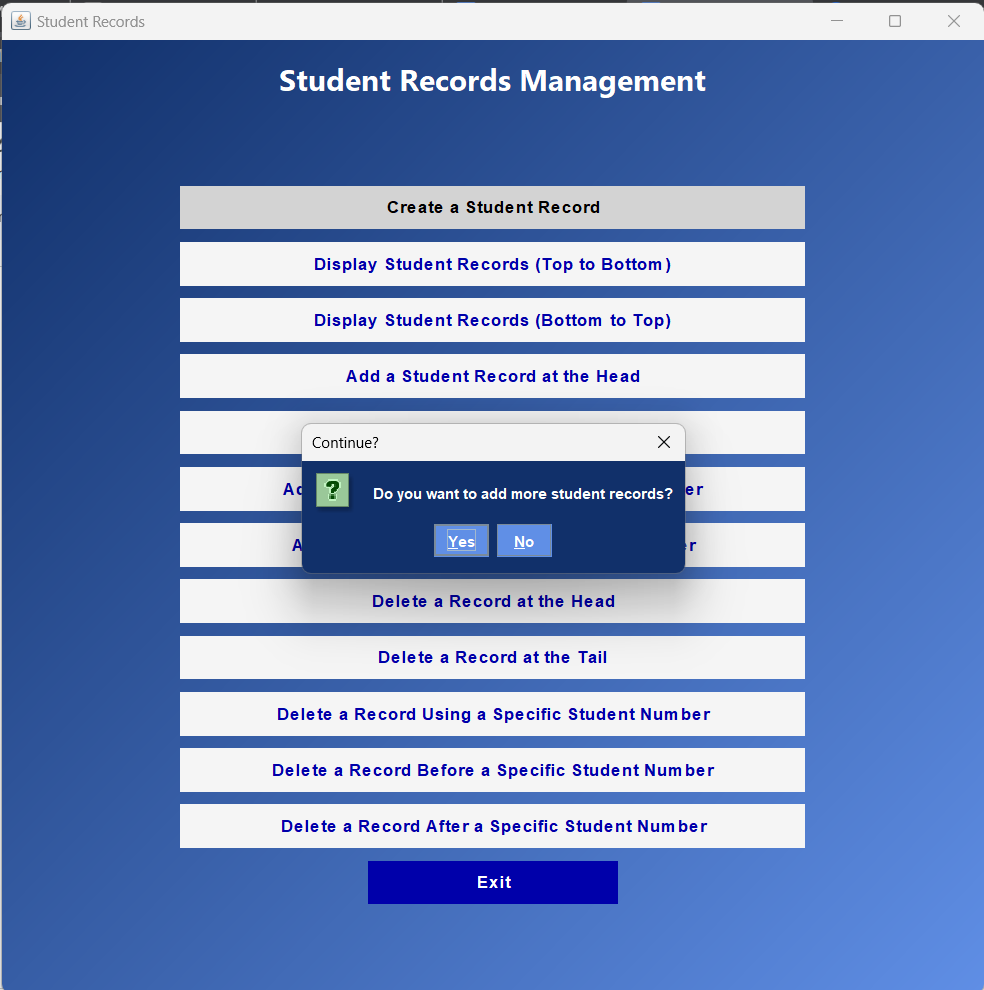 Student Records
Student Records Management
Create a Student Record
Display Student Records (Top to Bottom)
Display Student Records (Bottom to Top)
Add a Student Record at the Head
Continue?
Do you want to add more student records?
Yes No
Delete a Record at the Head
Delete a Record at the Tail
Delete a Record Using a Specific Student Number
Delete a Record Before a Specific Student Number
Delete a Record After a Specific Student Number
Exit